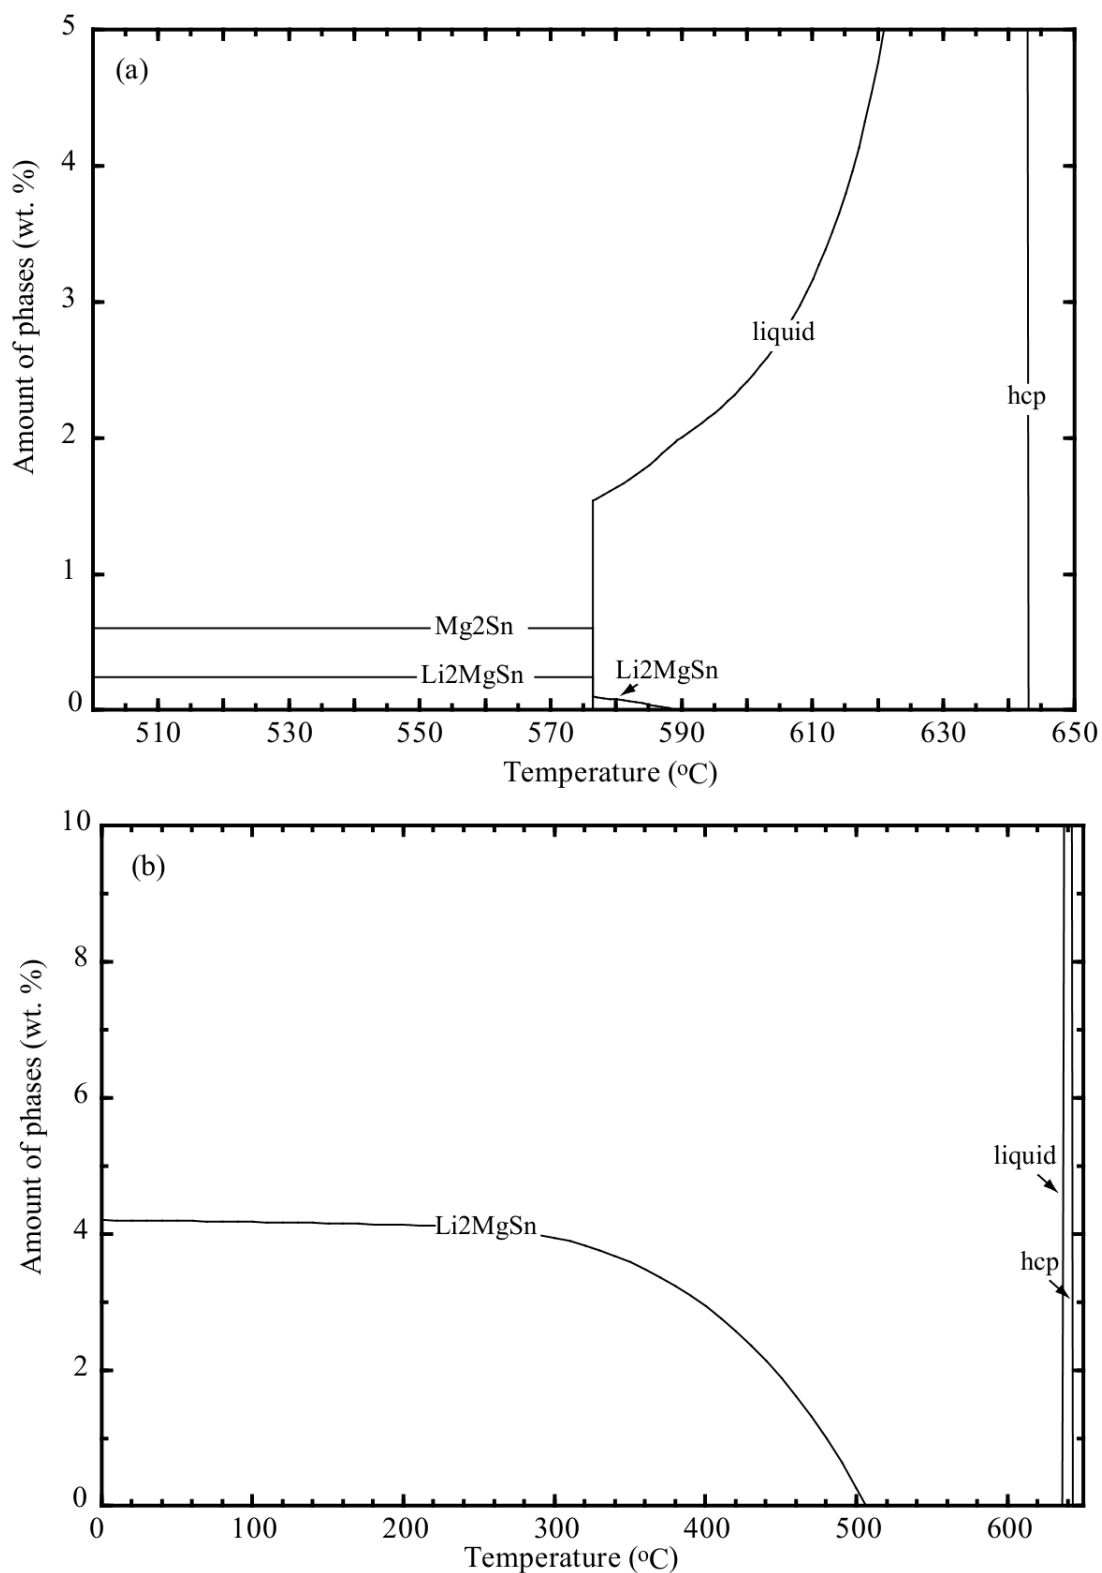 5
(a)
4
3
2
1
0
Amount of phases (wt. %)
liquid
hcp
Mg2Sn
Li2MgSn
Li2MgSn
510 530 550 570 590 610 630 650
Temperature (oC)
10
(b)
8
6
4
2
0
Amount of phases (wt. %)
liquid
Li2MgSn
hcp
0 100 200 300 400 500 600
Temperature (oC)